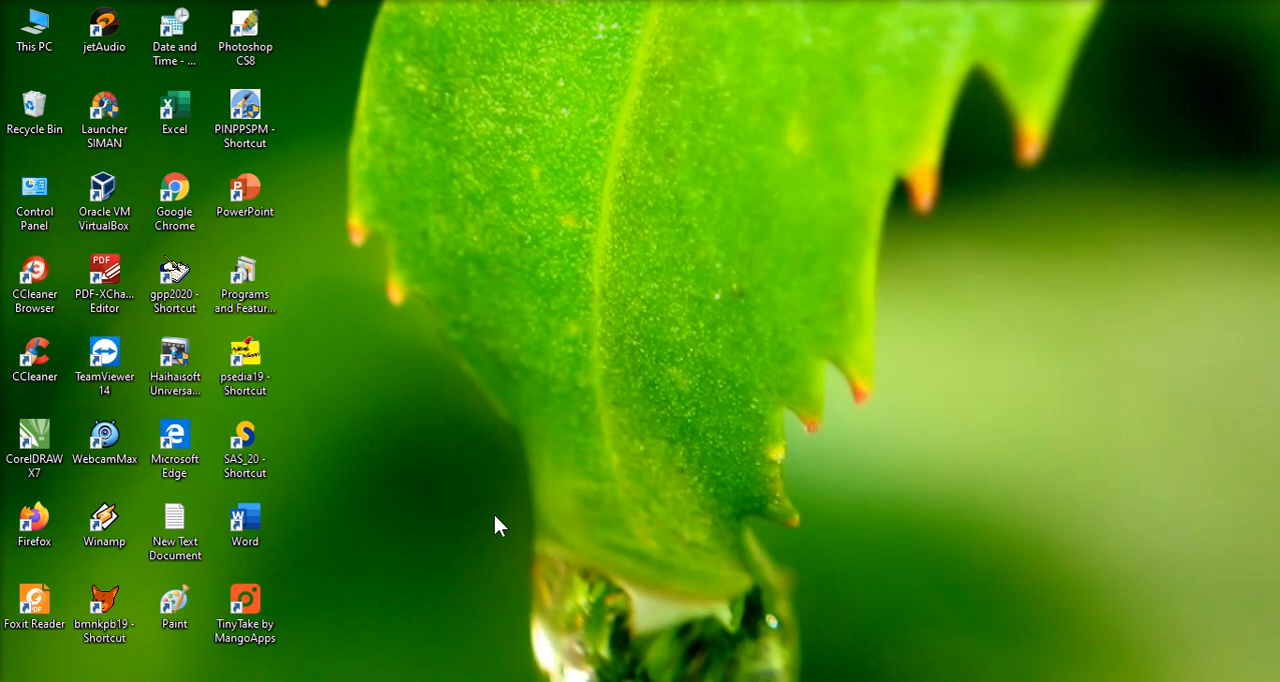 This PC
jetAudio
Date and
Time - ...
Photoshop
CS8
Recycle Bin
Launcher
SIMAN
Excel
PINPPSPM -
Shortcut
Control
Panel
Oracle VM
VirtualBox
Google
Chrome
PowerPoint
CCleaner
Browser
PDF
PDF-XCha...
Editor
gpp2020 -
Shortcut
Programs
and Featur...
CCleaner
TeamViewer
14
Haihaisoft
Universa...
psedia19 -
Shortcut
CorelDRAW
X7
WebcamMax
Microsoft
Edge
SAS_20 -
Shortcut
Firefox
Winamp
New Text
Document
Word
Foxit Reader
bmnkpb19 -
Shortcut
Paint
TinyTake by
MangoApps